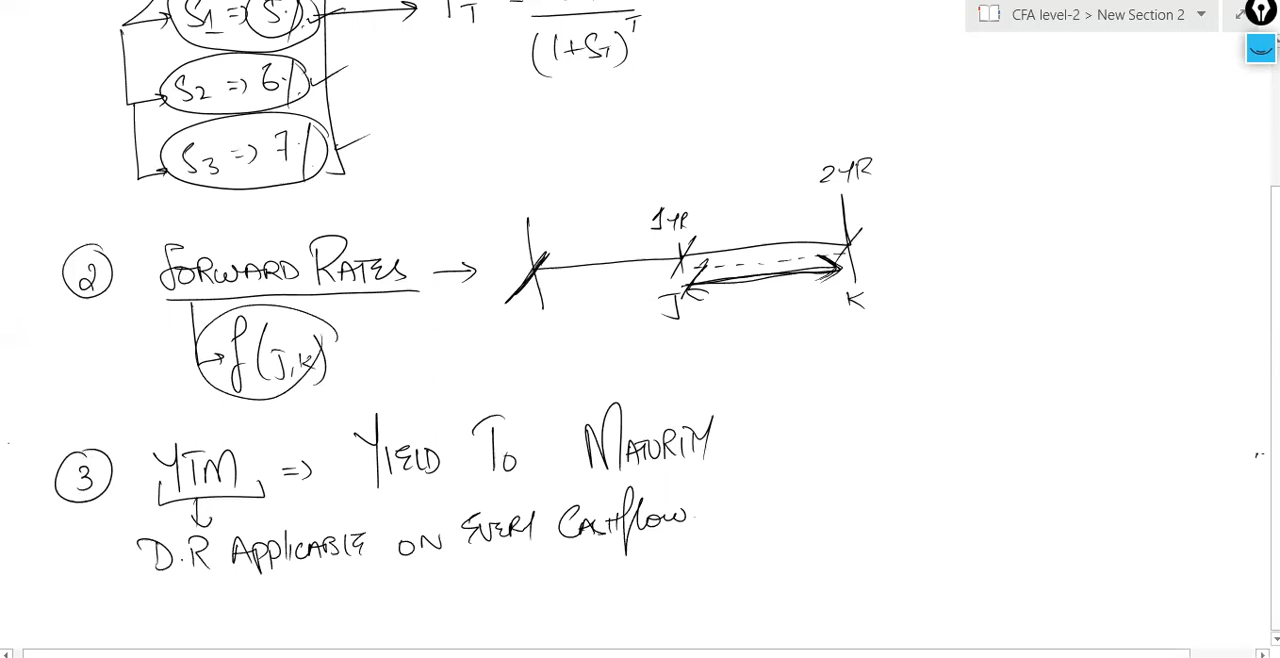 CFA level-2 > New Section 2
S1 => 5%
(1+ST)^T
S2 => 6%
S3 => 7%
2YR
1YR
② FORWARD RATES →
J K
f(J,K)
③ YTM => YIELD TO MATURITY
D.R APPLICABLE ON EVERY CASHFLOW.